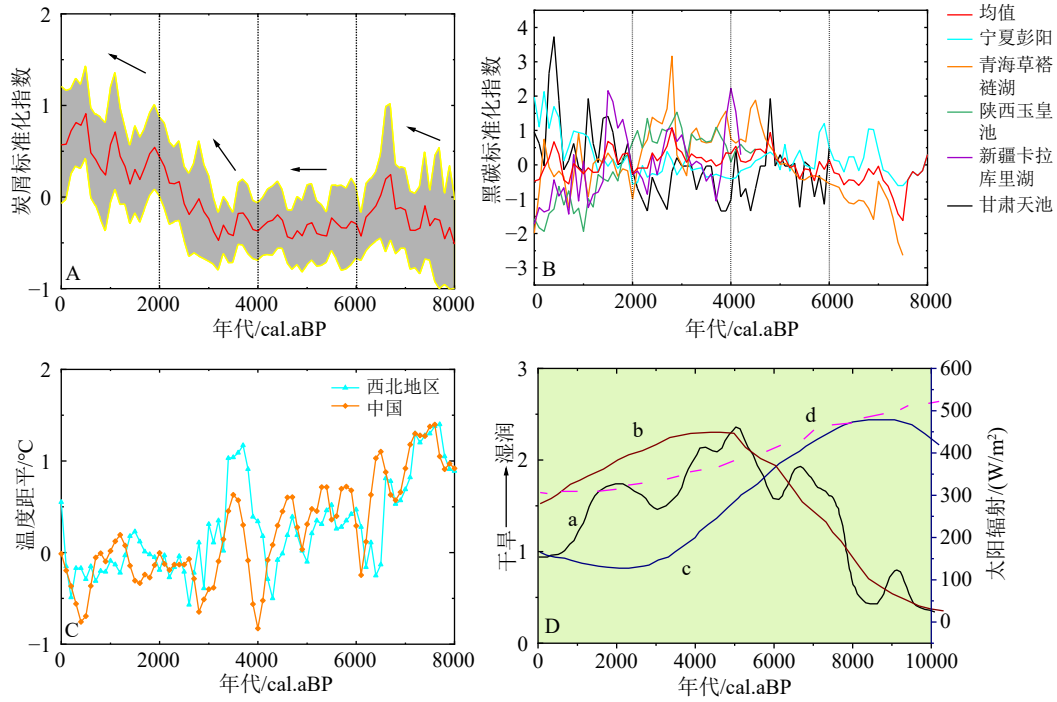 炭屑标准化指数
2
1
0
−1
A
0
2000
4000
6000
8000
年代/cal.aBP
黑碳标准化指数
4
3
2
1
0
−1
−2
−3
B
0
2000
4000
6000
8000
年代/cal.aBP
均值
宁夏彭阳
青海草褡
裢湖
陕西玉皇
池
新疆卡拉
库里湖
甘肃天池
温度距平/°C
2
1
0
−1
C
西北地区
中国
0
2000
4000
6000
8000
年代/cal.aBP
干旱
湿润
3
2
1
0
D
a
b
c
d
0
2000
4000
6000
8000
10000
年代/cal.aBP
600
500
400
300
200
100
0
太阳辐射/(W/m²)